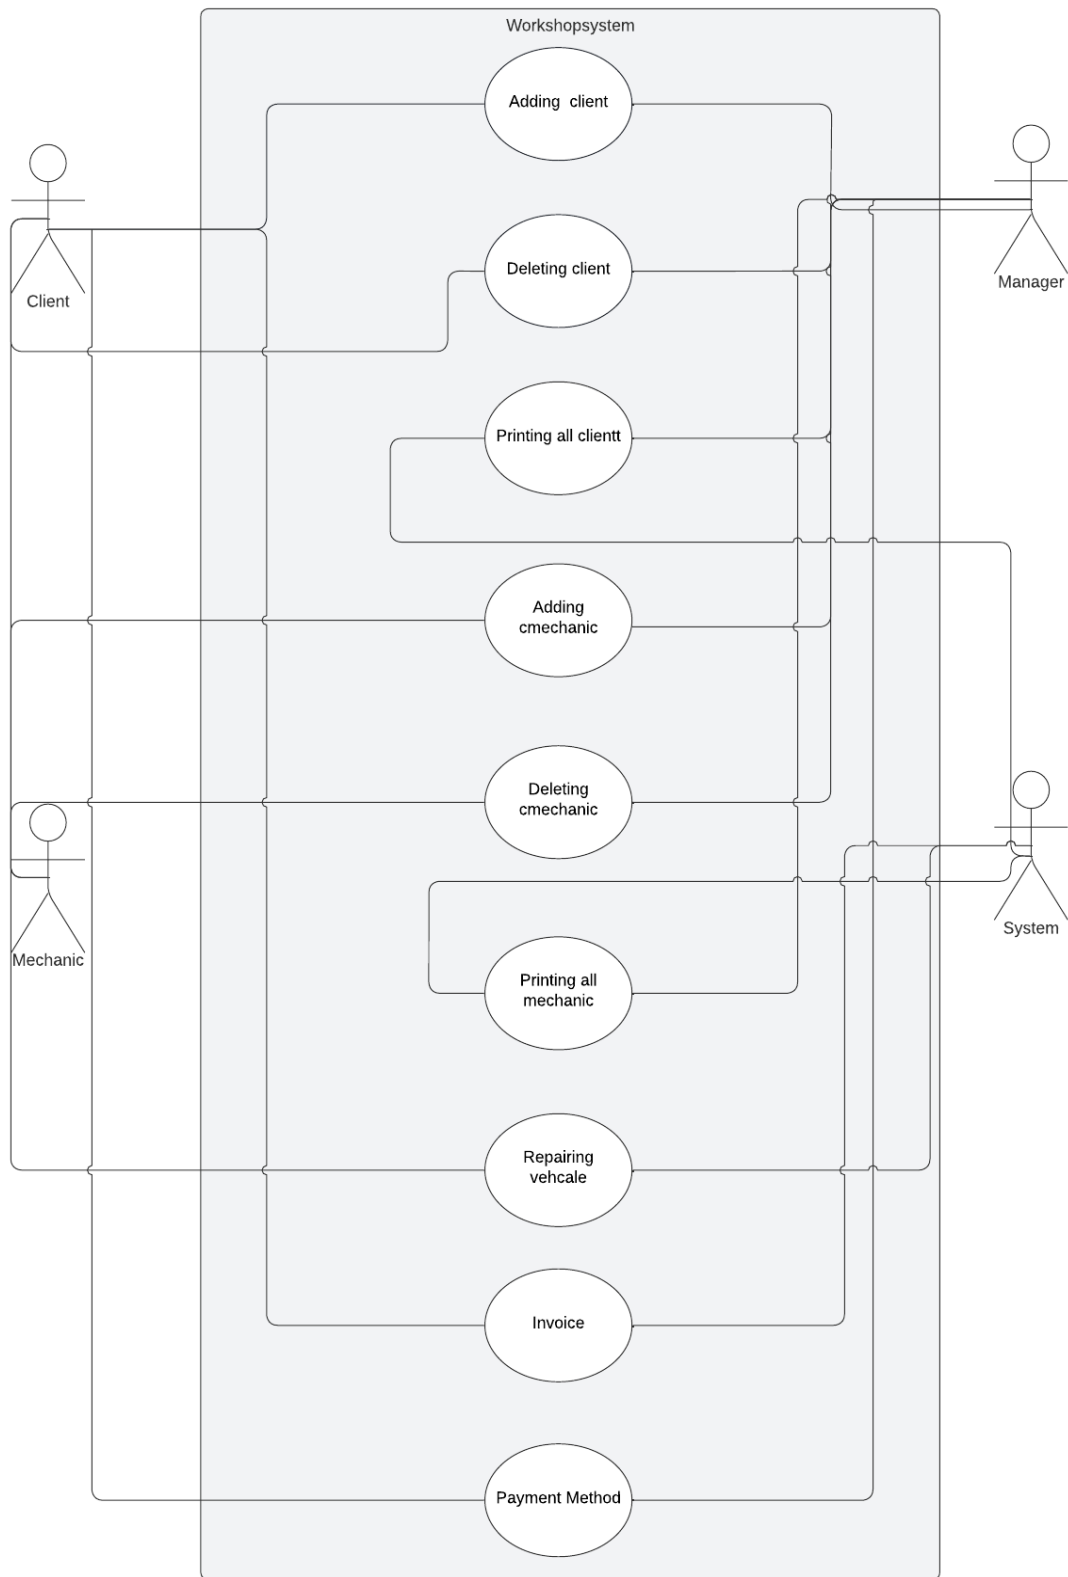 Workshopsystem
Adding client
Deleting client
Client
Manager
Printing all clientt
Adding
cmechanic
Deleting
cmechanic
Mechanic
System
Printing all
mechanic
Repairing
vehcale
Invoice
Payment Method